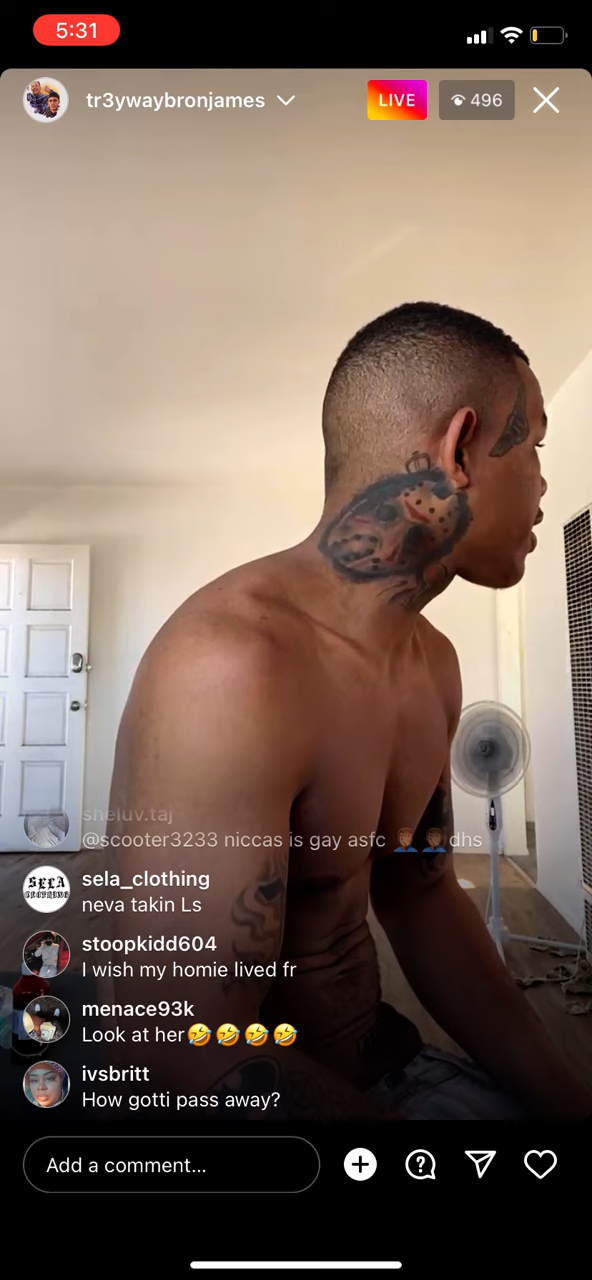 5:31
tr3ywaybronjames
LIVE
496
sheluv.taj
@scooter3233 niccas is gay asfc 🤦🏽‍♂️🤦🏽‍♂️dhs
SELA
sela_clothing
neva takin Ls
stoopkidd604
I wish my homie lived fr
menace93k
Look at her🤣🤣🤣🤣
ivsbritt
How gotti pass away?
Add a comment...